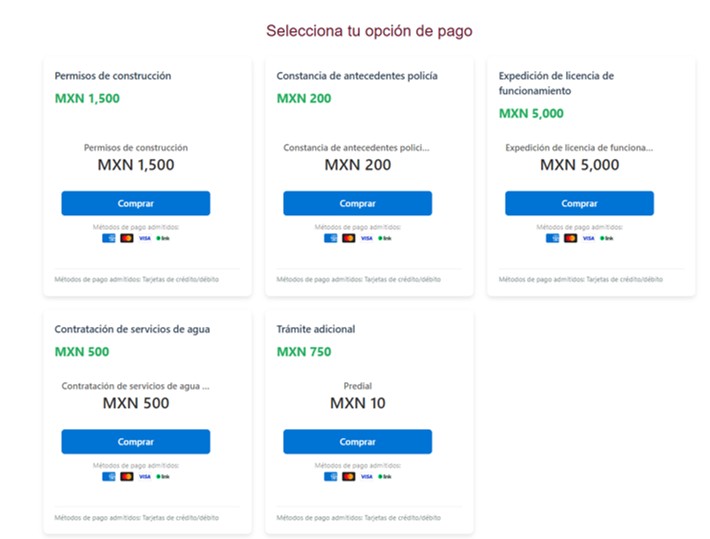 Selecciona tu opción de pago
Permisos de construcción
MXN 1,500
Permisos de construcción
MXN 1,500
Comprar
Métodos de pago admitidos:
VISA link
Métodos de pago admitidos: Tarjetas de crédito/débito
Constancia de antecedentes policía
MXN 200
Constancia de antecedentes polici...
MXN 200
Comprar
Métodos de pago admitidos:
VISA link
Métodos de pago admitidos: Tarjetas de crédito/débito
Expedición de licencia de
funcionamiento
MXN 5,000
Expedición de licencia de funciona...
MXN 5,000
Comprar
Métodos de pago admitidos:
VISA link
Métodos de pago admitidos: Tarjetas de crédito/débito
Contratación de servicios de agua
MXN 500
Contratación de servicios de agua ...
MXN 500
Comprar
Métodos de pago admitidos:
VISA link
Métodos de pago admitidos: Tarjetas de crédito/débito
Trámite adicional
MXN 750
Predial
MXN 10
Comprar
Métodos de pago admitidos:
VISA link
Métodos de pago admitidos: Tarjetas de crédito/débito